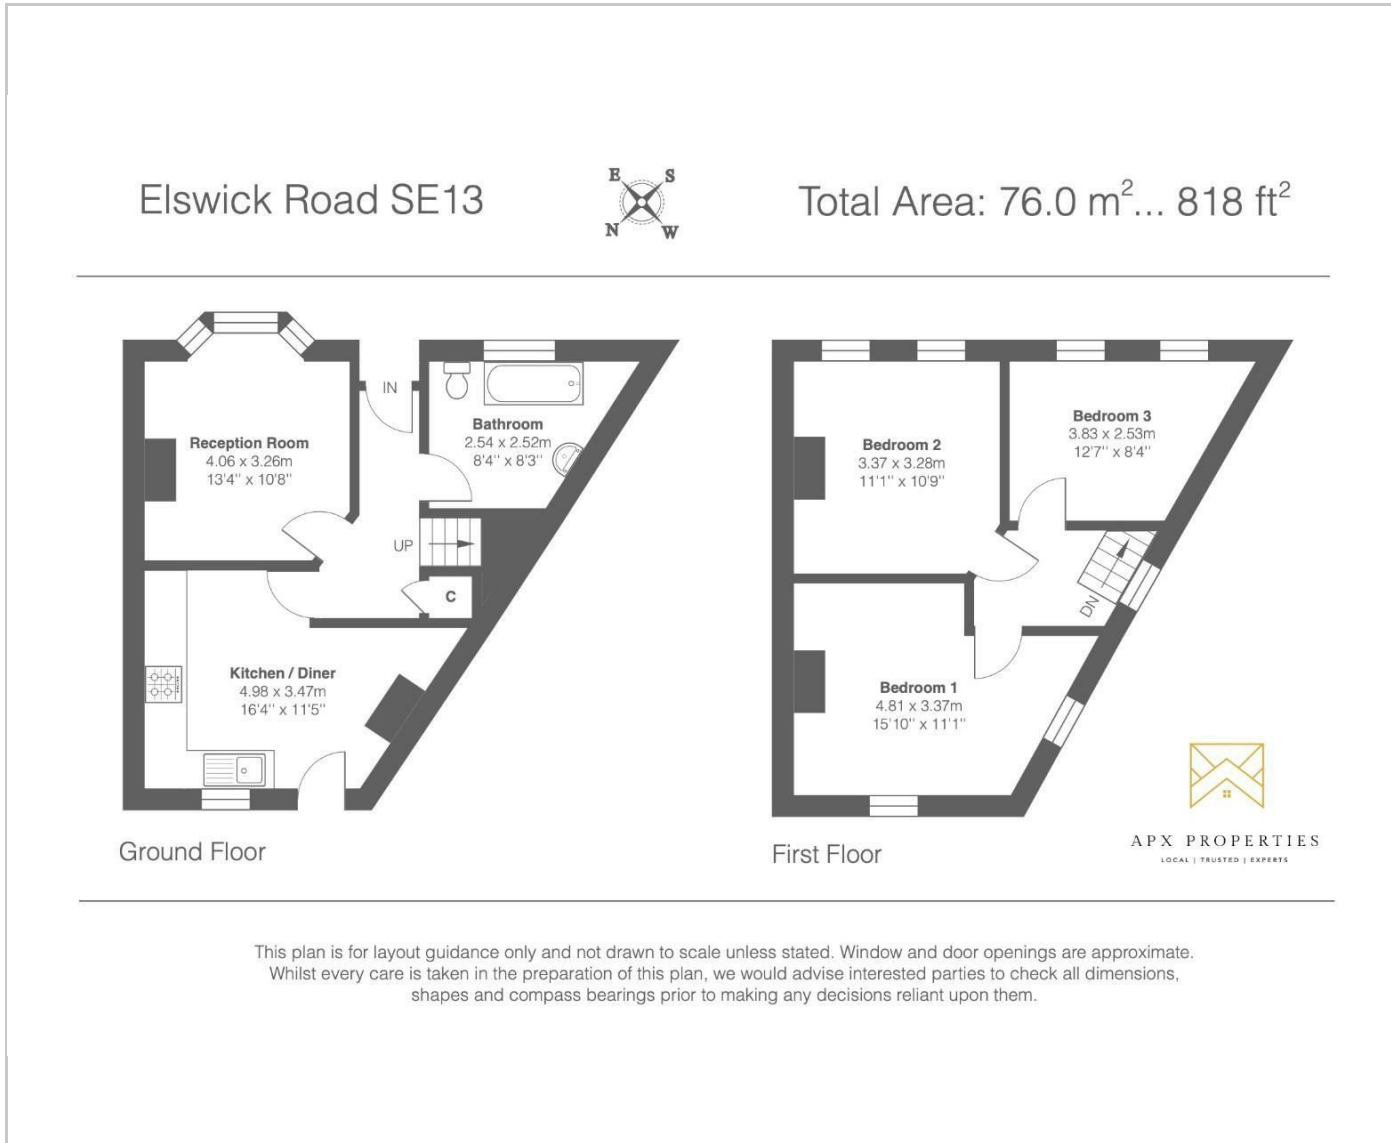 Elswick Road SE13
E S
N W
Total Area: 76.0 m²... 818 ft²
IN
Reception Room
4.06 x 3.26m
13'4'' x 10'8''
Bathroom
2.54 x 2.52m
8'4'' x 8'3''
UP
C
Kitchen / Diner
4.98 x 3.47m
16'4'' x 11'5''
Ground Floor
Bedroom 2
3.37 x 3.28m
11'1'' x 10'9''
Bedroom 3
3.83 x 2.53m
12'7'' x 8'4''
DN
Bedroom 1
4.81 x 3.37m
15'10'' x 11'1''
First Floor
APX PROPERTIES
LOCAL | TRUSTED | EXPERTS
This plan is for layout guidance only and not drawn to scale unless stated. Window and door openings are approximate.
Whilst every care is taken in the preparation of this plan, we would advise interested parties to check all dimensions,
shapes and compass bearings prior to making any decisions reliant upon them.